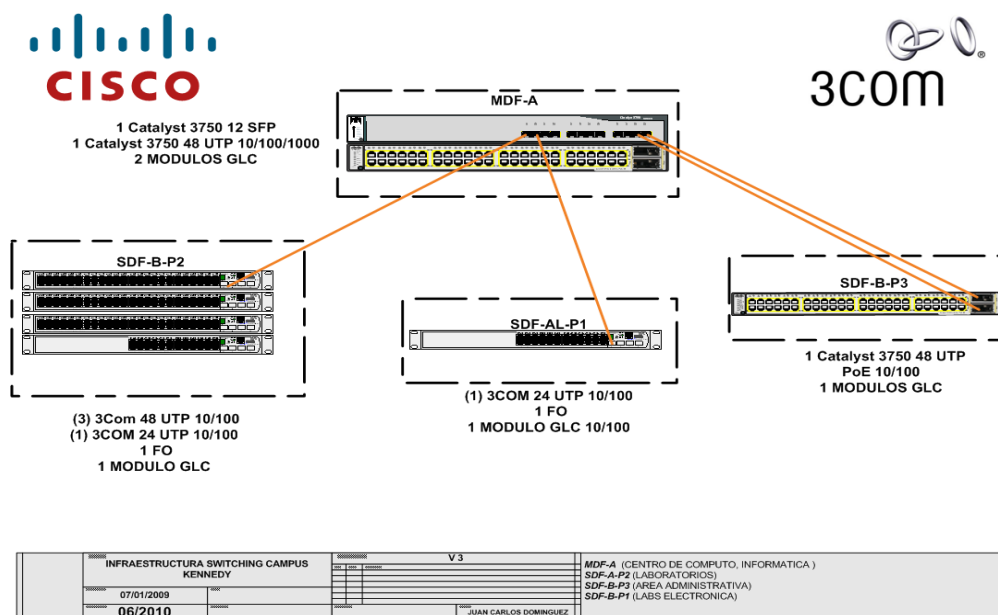 CISCO
3COM
MDF-A
1 Catalyst 3750 12 SFP
1 Catalyst 3750 48 UTP 10/100/1000
2 MODULOS GLC
SDF-B-P2
SDF-AL-P1
SDF-B-P3
(3) 3Com 48 UTP 10/100
(1) 3COM 24 UTP 10/100
1 FO
1 MODULO GLC
(1) 3COM 24 UTP 10/100
1 FO
1 MODULO GLC 10/100
1 Catalyst 3750 48 UTP
PoE 10/100
1 MODULOS GLC
INFRAESTRUCTURA SWITCHING CAMPUS
KENNEDY
07/01/2009
06/2010
V 3
JUAN CARLOS DOMINGUEZ
MDF-A (CENTRO DE COMPUTO, INFORMATICA )
SDF-A-P2 (LABORATORIOS)
SDF-B-P3 (AREA ADMINISTRATIVA)
SDF-B-P1 (LABS ELECTRONICA)